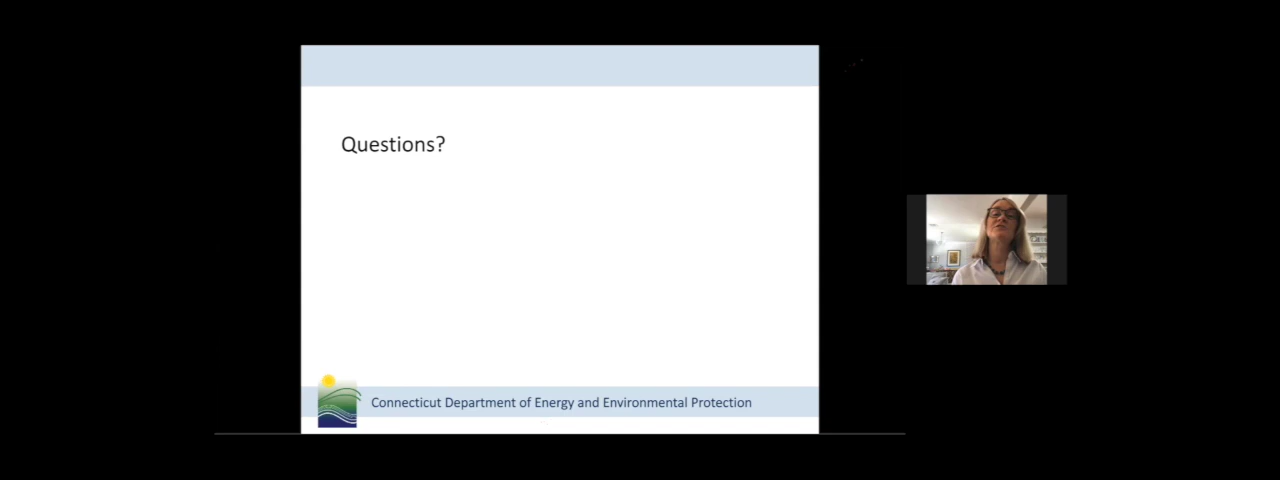 Questions?
Connecticut Department of Energy and Environmental Protection